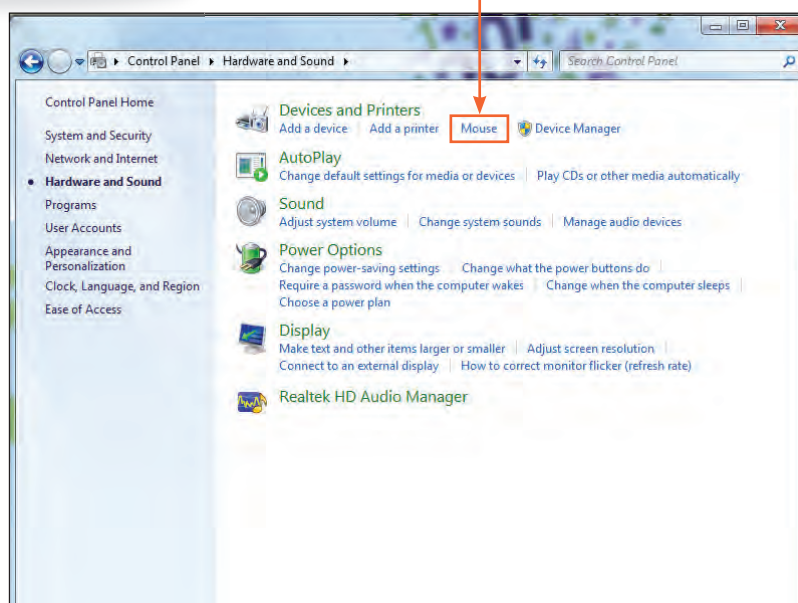 Control Panel Hardware and Sound Search Control Panel
Control Panel Home
System and Security
Network and Internet
Hardware and Sound
Programs
User Accounts
Appearance and
Personalization
Clock, Language, and Region
Ease of Access
Devices and Printers
Add a device Add a printer Mouse Device Manager
AutoPlay
Change default settings for media or devices Play CDs or other media automatically
Sound
Adjust system volume Change system sounds Manage audio devices
Power Options
Change power-saving settings Change what the power buttons do
Require a password when the computer wakes Change when the computer sleeps
Choose a power plan
Display
Make text and other items larger or smaller Adjust screen resolution
Connect to an external display How to correct monitor flicker (refresh rate)
Realtek HD Audio Manager